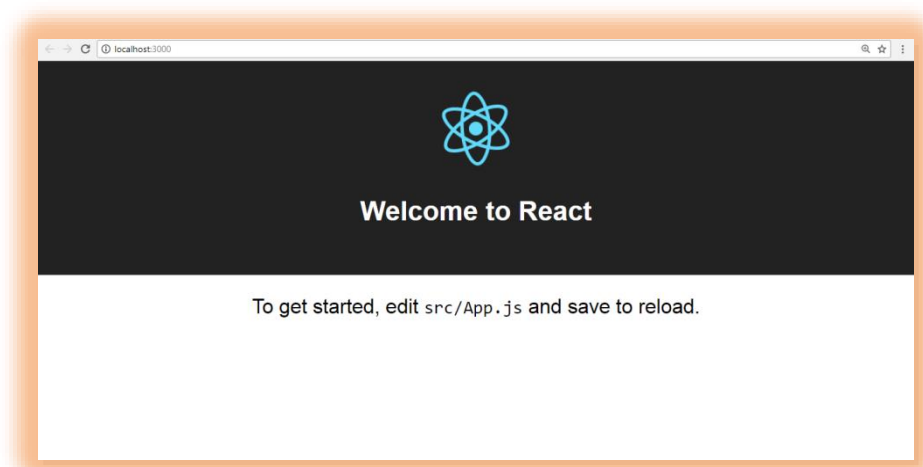 localhost:3000
Welcome to React
To get started, edit src/App.js and save to reload.